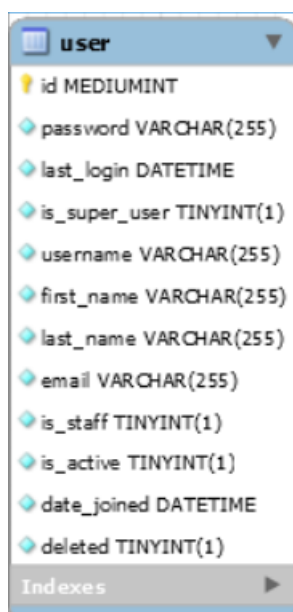 user
id MEDIUMINT
password VARCHAR(255)
last_login DATETIME
is_super_user TINYINT(1)
username VARCHAR(255)
first_name VARCHAR(255)
last_name VARCHAR(255)
email VARCHAR(255)
is_staff TINYINT(1)
is_active TINYINT(1)
date_joined DATETIME
deleted TINYINT(1)
Indexes